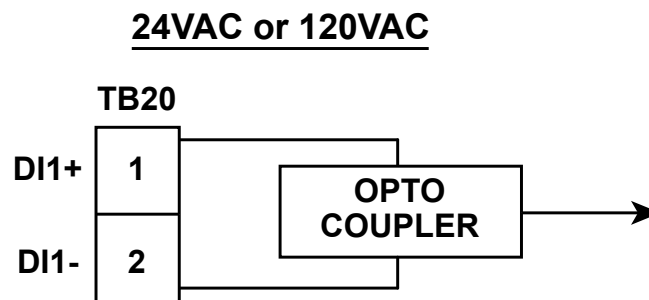 24VAC or 120VAC
TB20
DI1+ 1
OPTO
COUPLER
DI1- 2